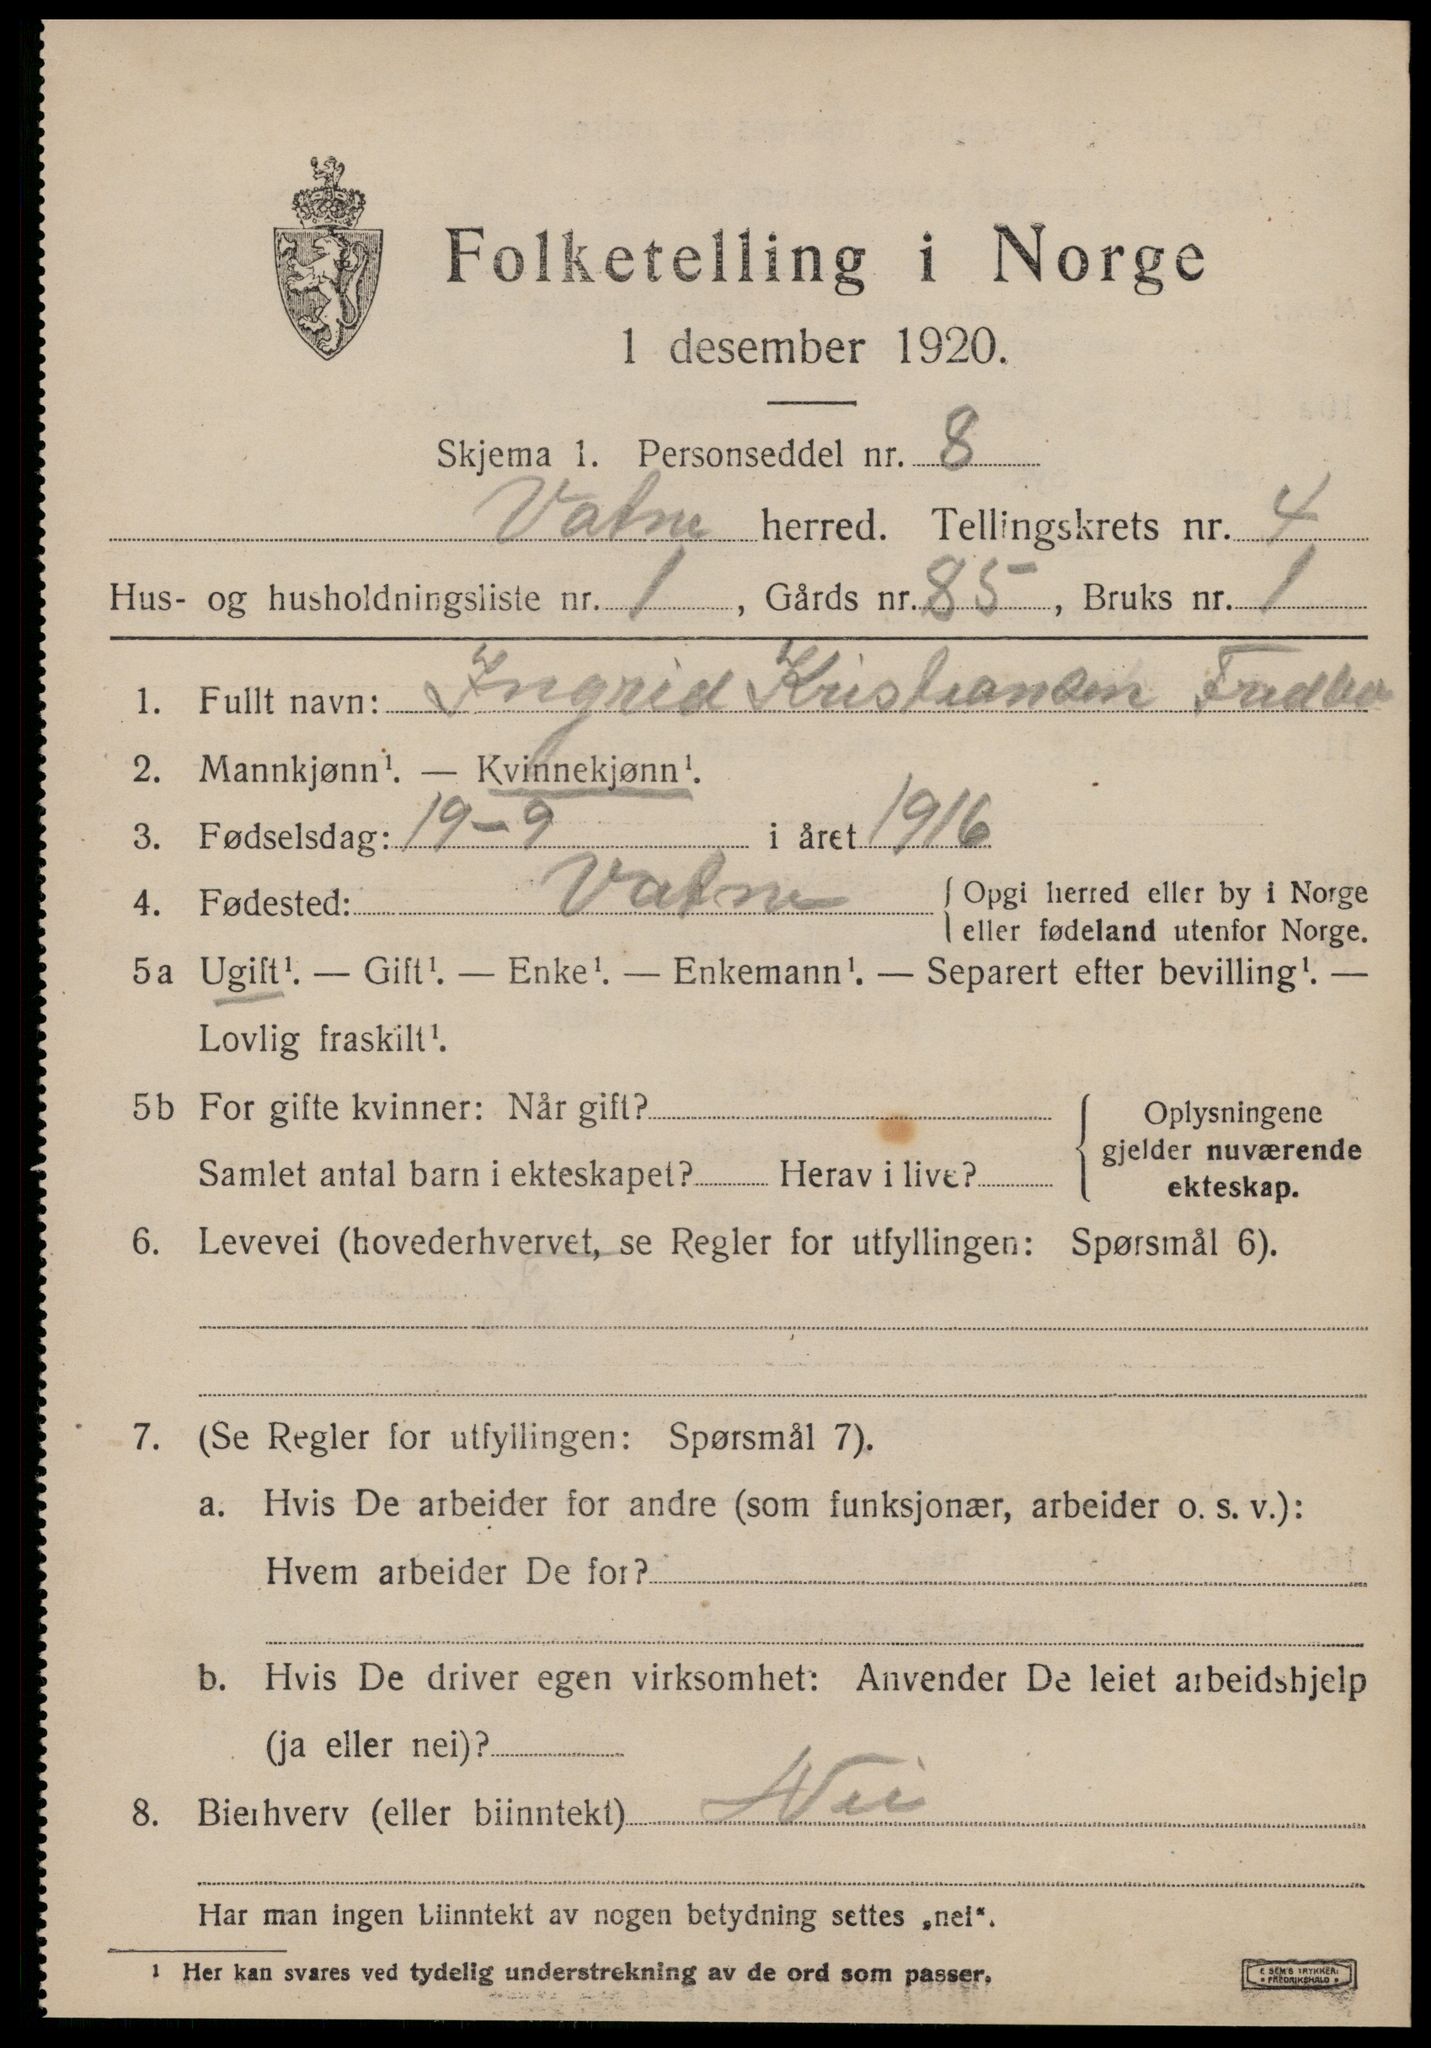 Folketelling i Norge
1 desember 1920.
Skjema 1. Personseddel nr. 8
Vatne herred. Tellingskrets nr. 4
Hus- og husholdningsliste nr. 1, Gårds nr. 85, Bruks nr. 1
1. Fullt navn: Ingrid Kristiansen
2. Mannkjønn¹. — Kvinnekjønn¹.
3. Fødselsdag: 19-9 i året 1916
4. Fødested: Vatne { Opgi herred eller by i Norge
eller fødeland utenfor Norge.
5a Ugift¹. — Gift¹. — Enke¹. — Enkemann¹. — Separert efter bevilling¹. —
Lovlig fraskilt¹.
5b For gifte kvinner: Når gift?
Samlet antal barn i ekteskapet? Herav i live?
Oplysningene
gjelder nuværende
ekteskap.
6. Levevei (hovederhvervet, se Regler for utfyllingen: Spørsmål 6).
7. (Se Regler for utfyllingen: Spørsmål 7).
a. Hvis De arbeider for andre (som funksjonær, arbeider o. s. v.):
Hvem arbeider De for?
b. Hvis De driver egen virksomhet: Anvender De leiet arbeidshjelp
(ja eller nei)?
8. Bierhverv (eller biinntekt) Nei
Har man ingen biinntekt av nogen betydning settes „nei“.
¹ Her kan svares ved tydelig understrekning av de ord som passer.
E SEM'S TRYKKERI
• FREDRIKSHALD •